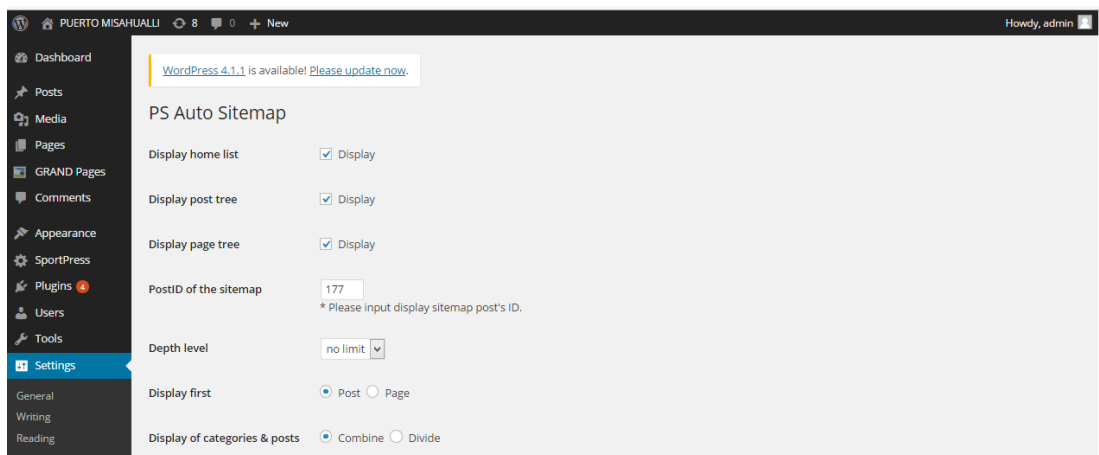 PUERTO MISAHUALLI 8 0 + New Howdy, admin
Dashboard
Posts
Media
Pages
GRAND Pages
Comments
Appearance
SportPress
Plugins 4
Users
Tools
Settings
General
Writing
Reading
WordPress 4.1.1 is available! Please update now.
PS Auto Sitemap
Display home list Display
Display post tree Display
Display page tree Display
PostID of the sitemap 177
* Please input display sitemap post's ID.
Depth level no limit
Display first Post Page
Display of categories & posts Combine Divide